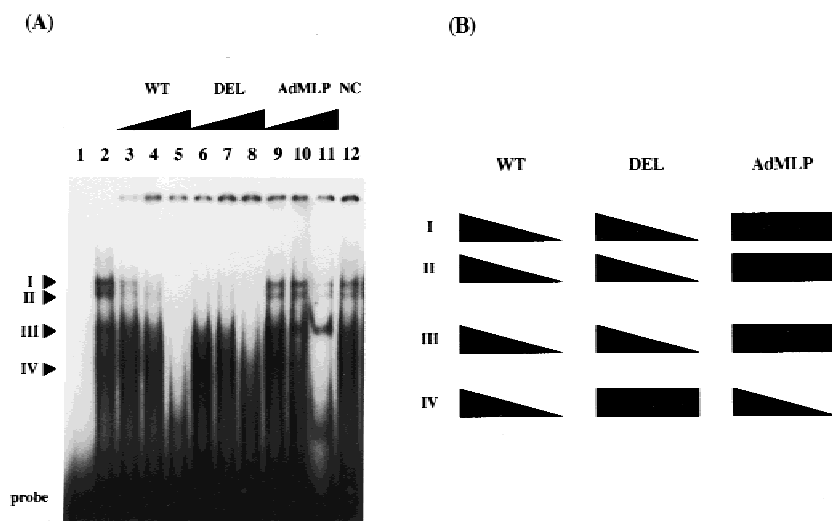 (A)
WT DEL AdMLP NC
1 2 3 4 5 6 7 8 9 10 11 12
I
II
III
IV
probe
(B)
WT DEL AdMLP
I
II
III
IV